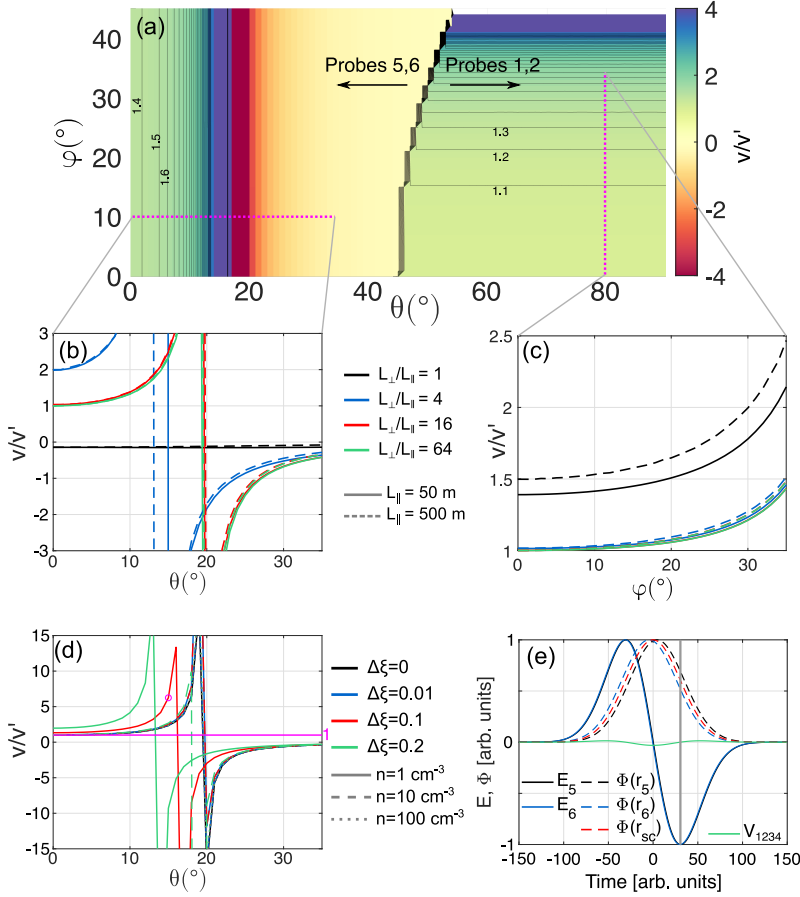 (a)
Probes 5,6
Probes 1,2
1.4
1.5
1.6
1.3
1.2
1.1
φ(°)
40
30
20
10
0
0
20
40
60
80
θ(°)
4
2
0
-2
-4
v/v'
(b)
v/v'
3
2
1
0
-1
-2
-3
0
10
20
30
θ(°)
L⊥/L∥ = 1
L⊥/L∥ = 4
L⊥/L∥ = 16
L⊥/L∥ = 64
L∥ = 50 m
L∥ = 500 m
(c)
v/v'
2.5
2
1.5
1
0
10
20
30
φ(°)
(d)
v/v'
15
10
5
0
-5
-10
-15
0
10
20
30
θ(°)
1
Δξ=0
Δξ=0.01
Δξ=0.1
Δξ=0.2
n=1 cm⁻³
n=10 cm⁻³
n=100 cm⁻³
(e)
E, Φ [arb. units]
1
0
-1
E₅
E₆
Φ(r₅)
Φ(r₆)
Φ(r_sc)
V₁₂₃₄
-150
-100
-50
0
50
100
150
Time [arb. units]